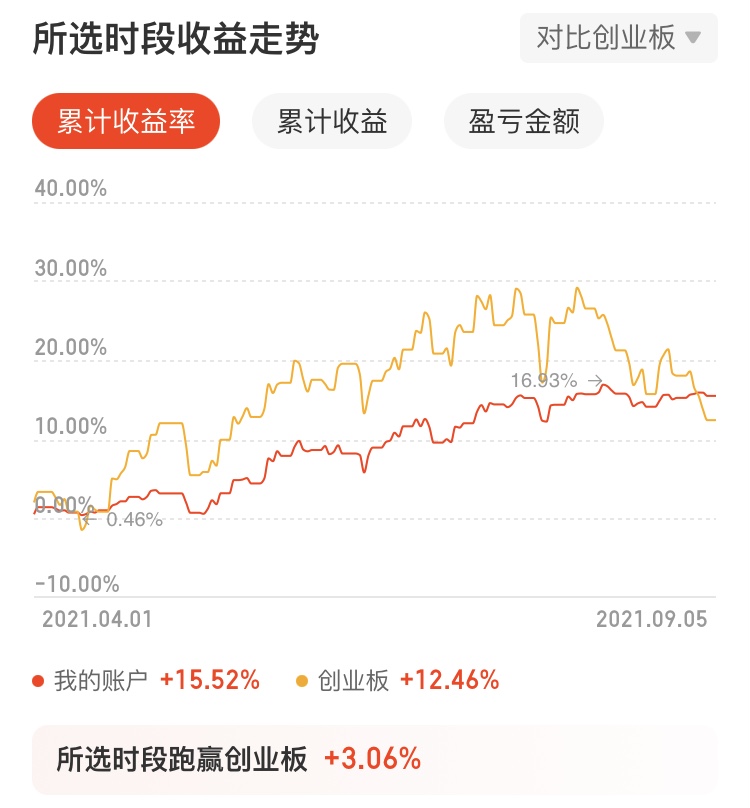 所选时段收益走势 对比创业板
累计收益率 累计收益 盈亏金额
40.00%
30.00%
20.00%
16.93%
10.00%
0.00%
0.46%
-10.00%
2021.04.01 2021.09.05
我的账户 +15.52% 创业板 +12.46%
所选时段跑赢创业板 +3.06%